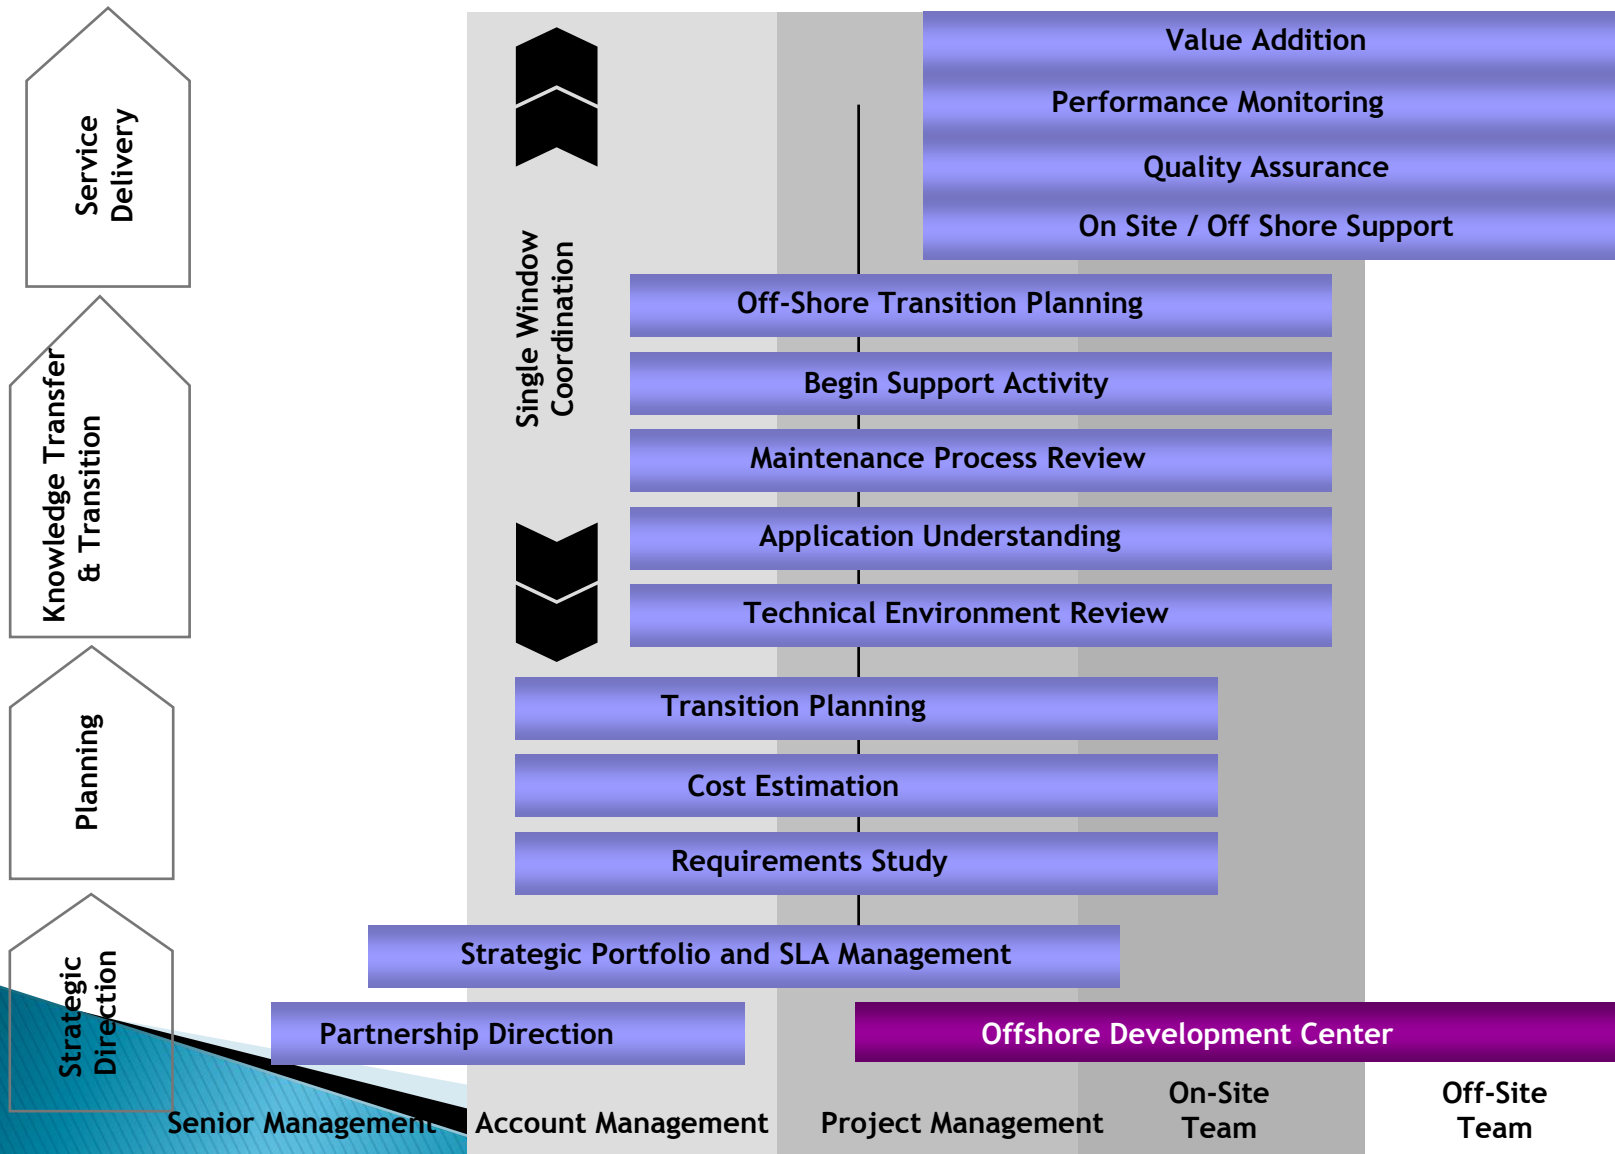 Value Addition
Performance Monitoring
Quality Assurance
On Site / Off Shore Support
Service
Delivery
Single Window
Coordination
Off-Shore Transition Planning
Begin Support Activity
Maintenance Process Review
Application Understanding
Technical Environment Review
Knowledge Transfer
& Transition
Transition Planning
Cost Estimation
Requirements Study
Planning
Strategic Portfolio and SLA Management
Partnership Direction
Offshore Development Center
Strategic
Direction
Senior Management
Account Management
Project Management
On-Site
Team
Off-Site
Team